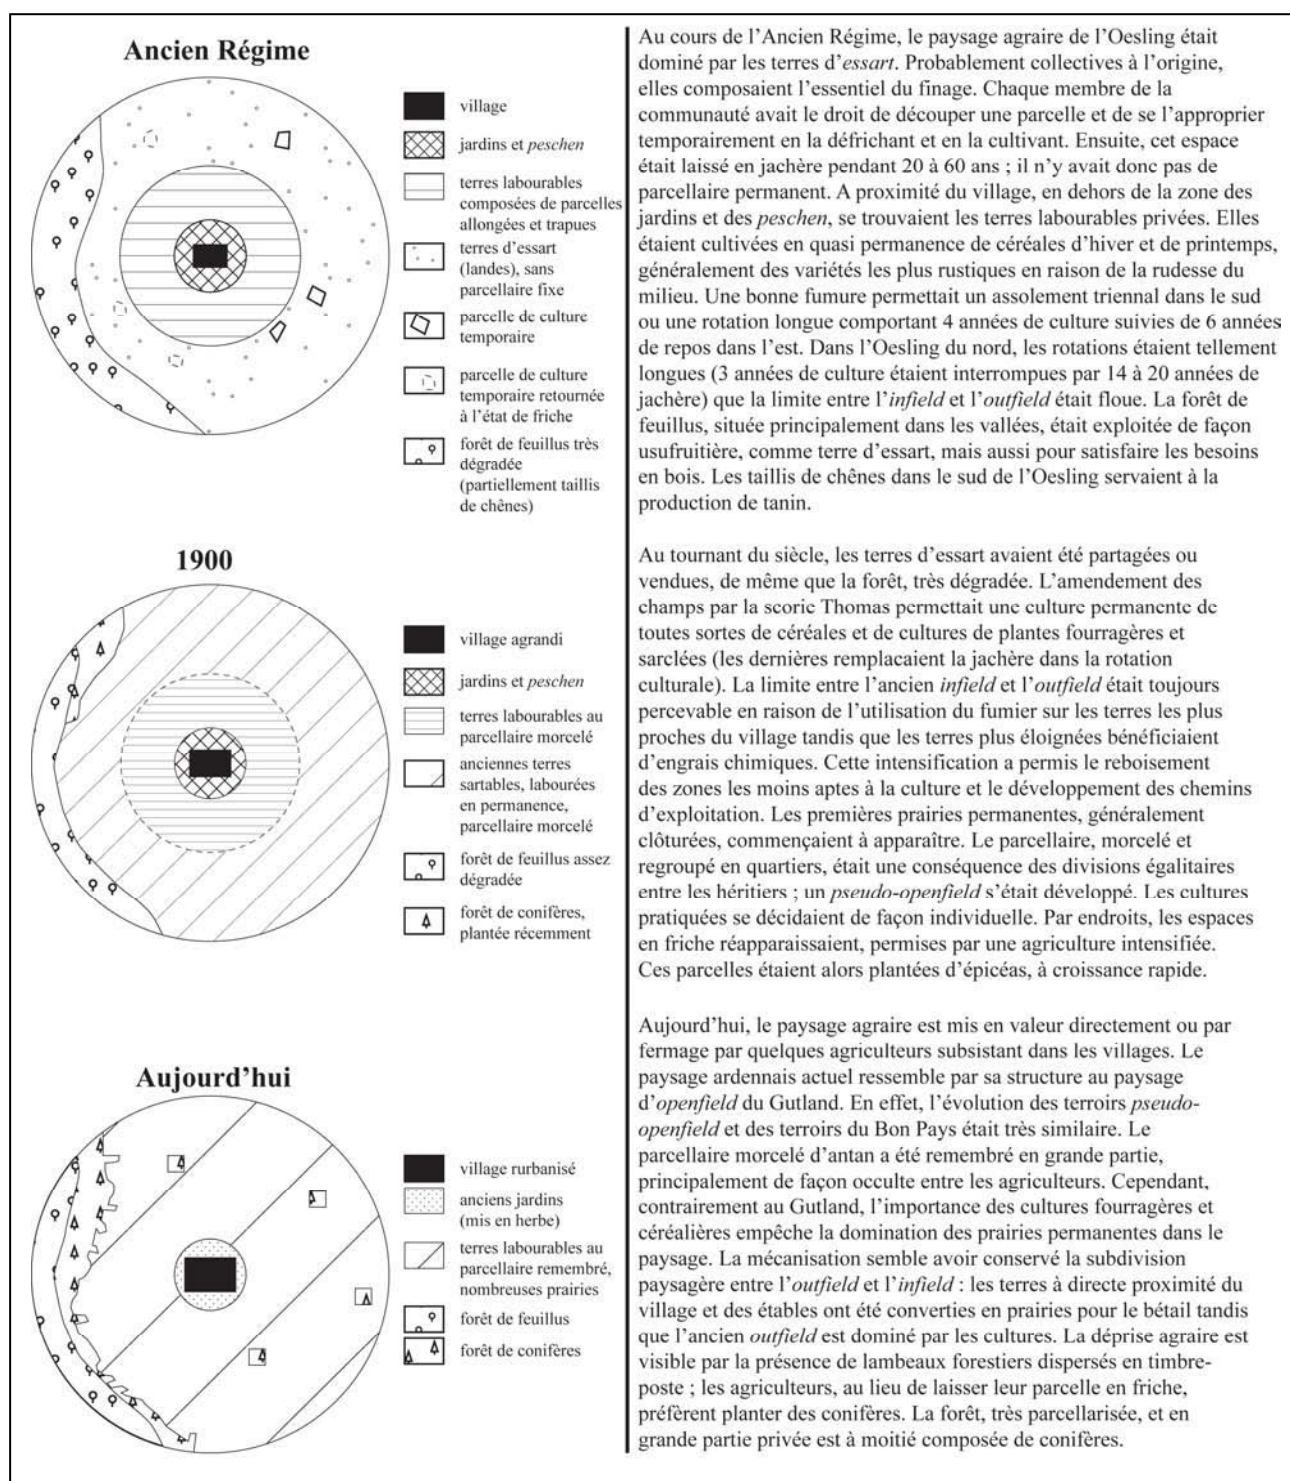 Ancien Régime
village
jardins et peschen
terres labourables
composées de parcelles
allongées et trapues
terres d'essart
(landes), sans
parcellaire fixe
parcelle de culture
temporaire
parcelle de culture
temporaire retournée
à l'état de friche
forêt de feuillus très
dégradée
(partiellement taillis
de chênes)
Au cours de l'Ancien Régime, le paysage agraire de l'Oesling était
dominé par les terres d'essart. Probablement collectives à l'origine,
elles composaient l'essentiel du finage. Chaque membre de la
communauté avait le droit de découper une parcelle et de se l'approprier
temporairement en la défrichant et en la cultivant. Ensuite, cet espace
était laissé en jachère pendant 20 à 60 ans ; il n'y avait donc pas de
parcellaire permanent. A proximité du village, en dehors de la zone des
jardins et des peschen, se trouvaient les terres labourables privées. Elles
étaient cultivées en quasi permanence de céréales d'hiver et de printemps,
généralement des variétés les plus rustiques en raison de la rudesse du
milieu. Une bonne fumure permettait un assolement triennal dans le sud
ou une rotation longue comportant 4 années de culture suivies de 6 années
de repos dans l'est. Dans l'Oesling du nord, les rotations étaient tellement
longues (3 années de culture étaient interrompues par 14 à 20 années de
jachère) que la limite entre l'infield et l'outfield était floue. La forêt de
feuillus, située principalement dans les vallées, était exploitée de façon
usufruitière, comme terre d'essart, mais aussi pour satisfaire les besoins
en bois. Les taillis de chênes dans le sud de l'Oesling servaient à la
production de tanin.
1900
village agrandi
jardins et peschen
terres labourables au
parcellaire morcelé
anciennes terres
sartables, labourées
en permanence,
parcellaire morcelé
forêt de feuillus assez
dégradée
forêt de conifères,
plantée récemment
Au tournant du siècle, les terres d'essart avaient été partagées ou
vendues, de même que la forêt, très dégradée. L'amendement des
champs par la scorie Thomas permettait une culture permanente de
toutes sortes de céréales et de cultures de plantes fourragères et
sarclées (les dernières remplacaient la jachère dans la rotation
culturale). La limite entre l'ancien infield et l'outfield était toujours
percevable en raison de l'utilisation du fumier sur les terres les plus
proches du village tandis que les terres plus éloignées bénéficiaient
d'engrais chimiques. Cette intensification a permis le reboisement
des zones les moins aptes à la culture et le développement des chemins
d'exploitation. Les premières prairies permanentes, généralement
clôturées, commençaient à apparaître. Le parcellaire, morcelé et
regroupé en quartiers, était une conséquence des divisions égalitaires
entre les héritiers ; un pseudo-openfield s'était développé. Les cultures
pratiquées se décidaient de façon individuelle. Par endroits, les espaces
en friche réapparaissaient, permises par une agriculture intensifiée.
Ces parcelles étaient alors plantées d'épicéas, à croissance rapide.
Aujourd'hui
village rurbanisé
anciens jardins
(mis en herbe)
terres labourables au
parcellaire remembré,
nombreuses prairies
forêt de feuillus
forêt de conifères
Aujourd'hui, le paysage agraire est mis en valeur directement ou par
fermage par quelques agriculteurs subsistant dans les villages. Le
paysage ardennais actuel ressemble par sa structure au paysage
d'openfield du Gutland. En effet, l'évolution des terroirs pseudo-
openfield et des terroirs du Bon Pays était très similaire. Le
parcellaire morcelé d'antan a été remembré en grande partie,
principalement de façon occulte entre les agriculteurs. Cependant,
contrairement au Gutland, l'importance des cultures fourragères et
céréalières empêche la domination des prairies permanentes dans le
paysage. La mécanisation semble avoir conservé la subdivision
paysagère entre l'outfield et l'infield : les terres à directe proximité du
village et des étables ont été converties en prairies pour le bétail tandis
que l'ancien outfield est dominé par les cultures. La déprise agraire est
visible par la présence de lambeaux forestiers dispersés en timbre-
poste ; les agriculteurs, au lieu de laisser leur parcelle en friche,
préfèrent planter des conifères. La forêt, très parcellarisée, et en
grande partie privée est à moitié composée de conifères.